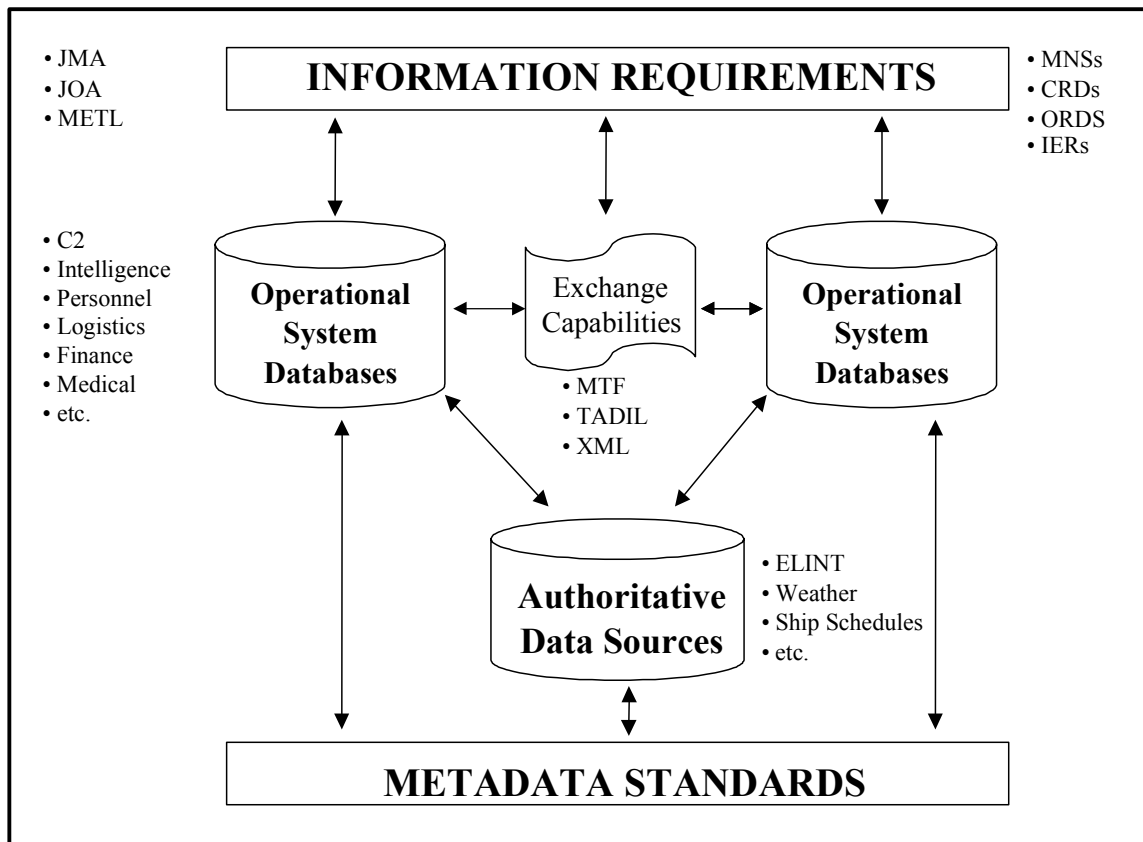 • JMA
• JOA
• METL
INFORMATION REQUIREMENTS
• MNSs
• CRDs
• ORDS
• IERs
• C2
• Intelligence
• Personnel
• Logistics
• Finance
• Medical
• etc.
Operational
System
Databases
Exchange
Capabilities
• MTF
• TADIL
• XML
Operational
System
Databases
Authoritative
Data Sources
• ELINT
• Weather
• Ship Schedules
• etc.
METADATA STANDARDS